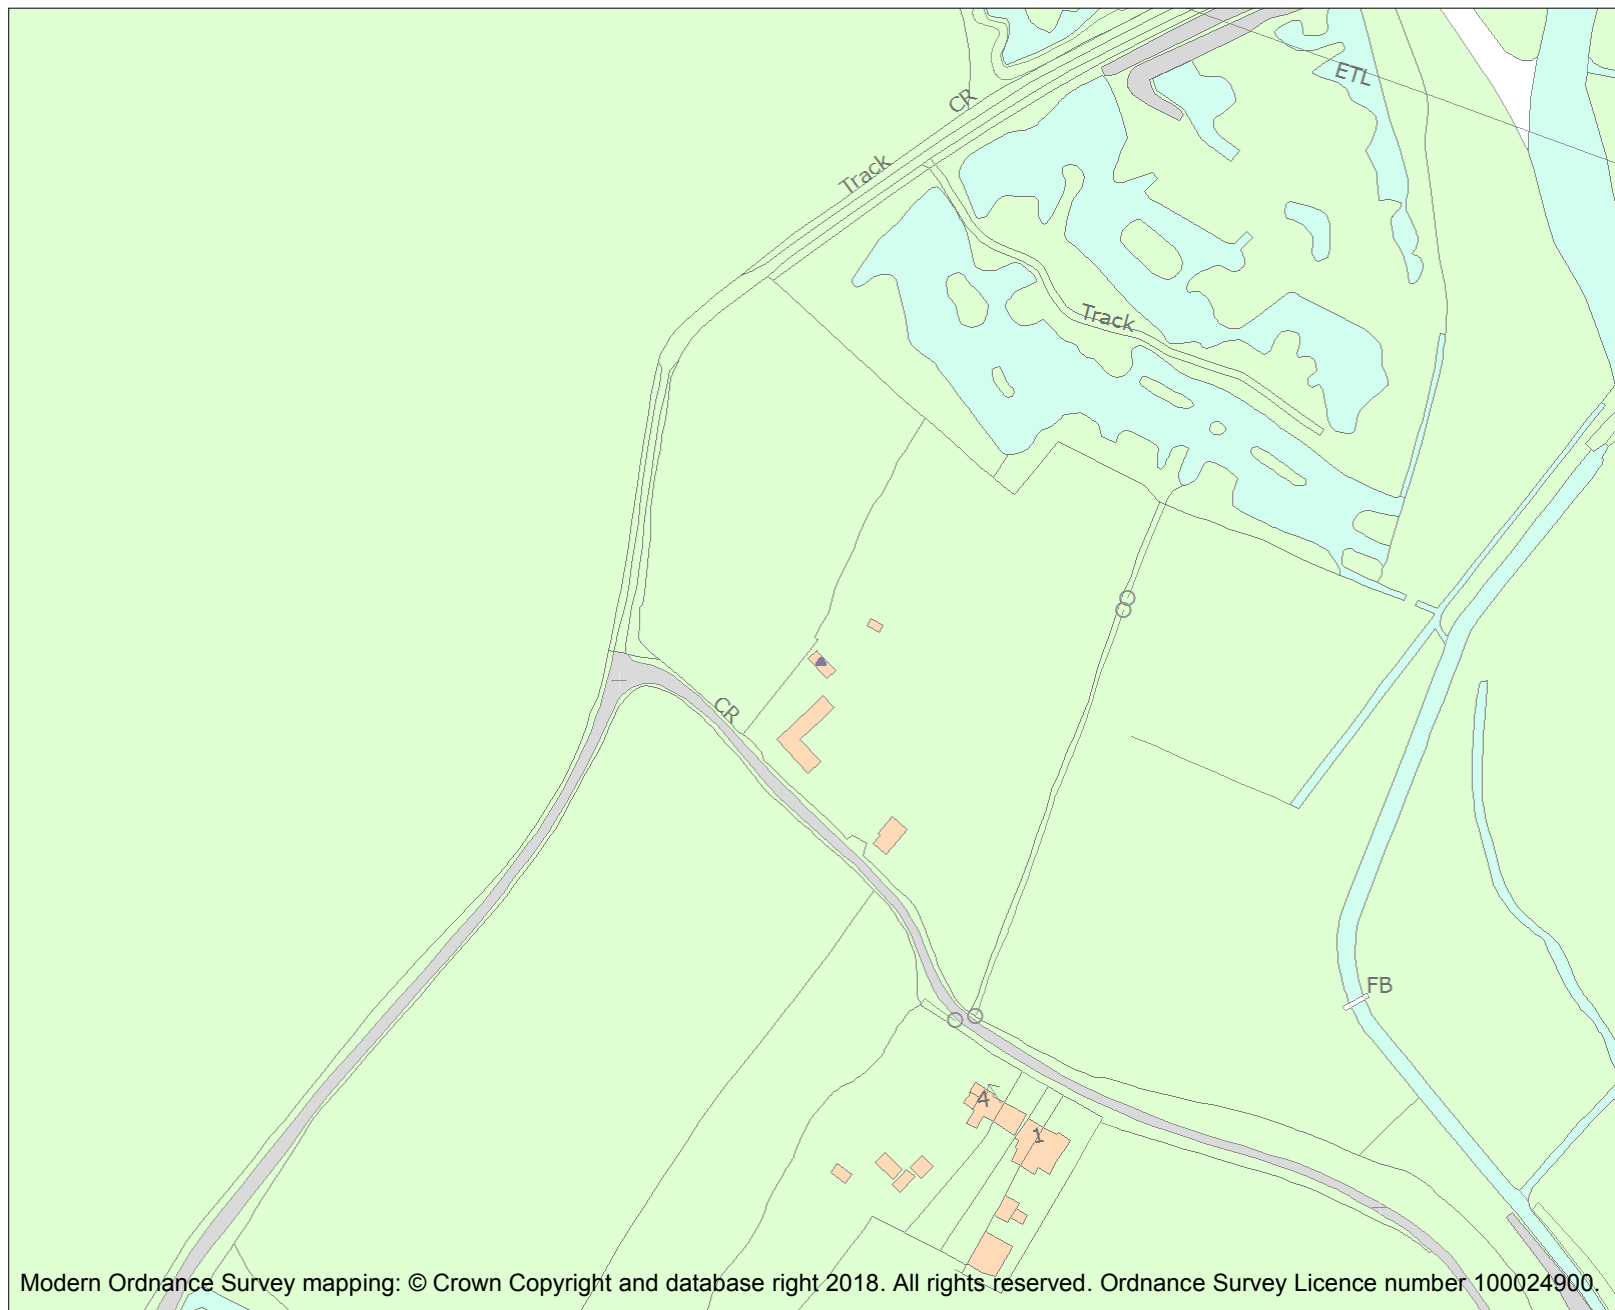 ETL
CR
Track
Track
CR
FB
4
1
Modern Ordnance Survey mapping: © Crown Copyright and database right 2018. All rights reserved. Ordnance Survey Licence number 100024900.